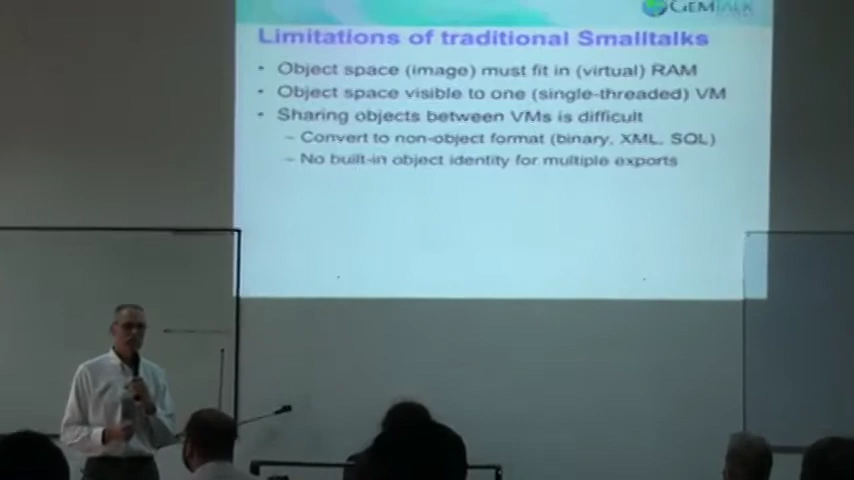 GEMTALK
Limitations of traditional Smalltalks
• Object space (image) must fit in (virtual) RAM
• Object space visible to one (single-threaded) VM
• Sharing objects between VMs is difficult
– Convert to non-object format (binary, XML, SQL)
– No built-in object identity for multiple exports